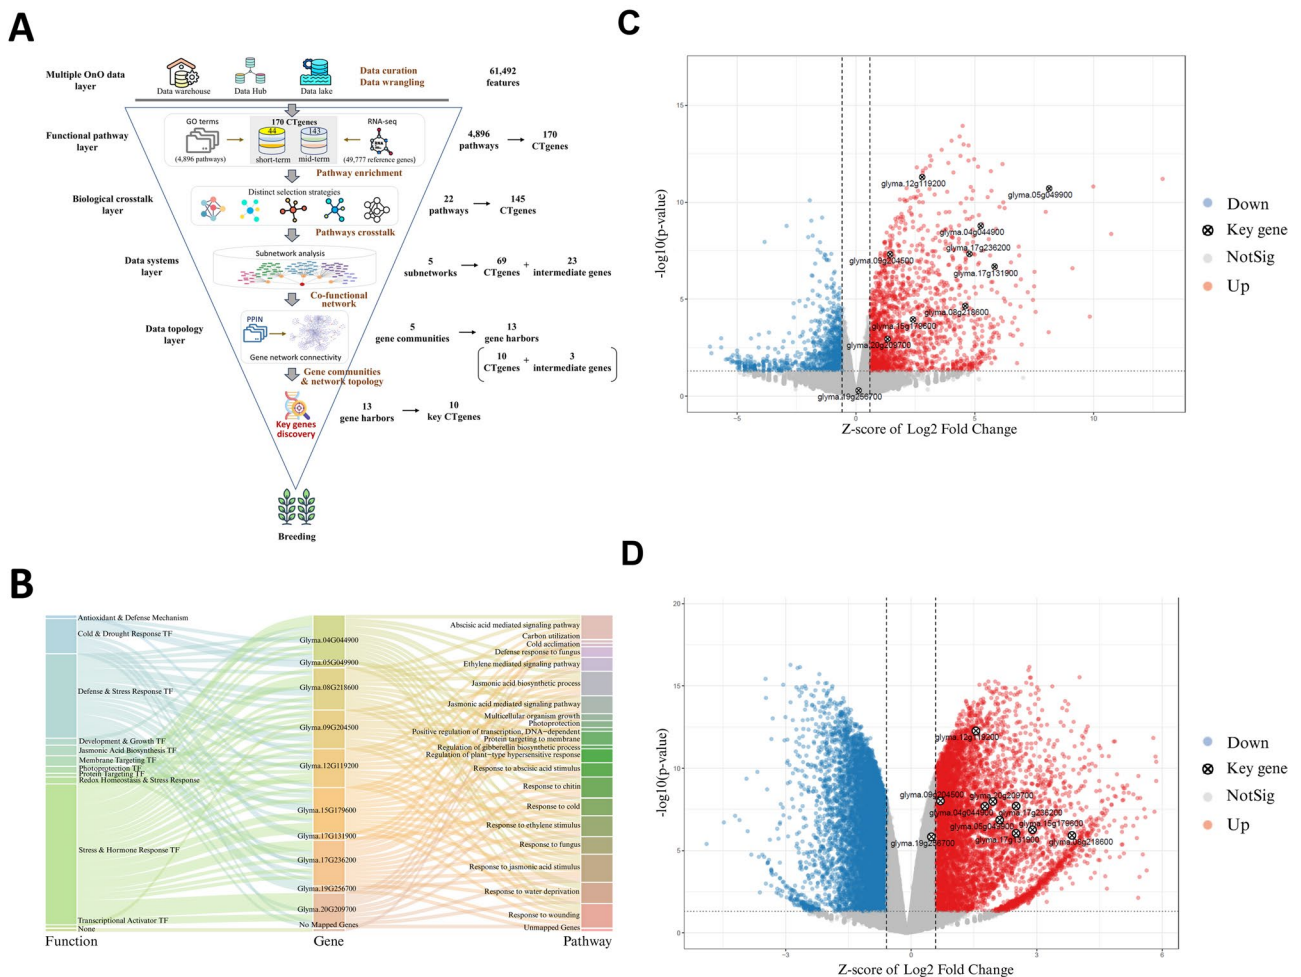 A
Multiple OnO data
layer
Data warehouse
Data Hub
Data lake
Data curation
Data wrangling
61,492
features
Functional pathway
layer
GO terms
(4,896 pathways)
170 CTgenes
44
143
short-term
mid-term
RNA-seq
(49,777 reference genes)
Pathway enrichment
4,896
pathways
170
CTgenes
Biological crosstalk
layer
Distinct selection strategies
Pathways crosstalk
22
pathways
145
CTgenes
Data systems
layer
Subnetwork analysis
Co-functional
network
5
subnetworks
69
CTgenes
+
23
intermediate genes
Data topology
layer
PPIN
Gene network connectivity
Gene communities
& network topology
5
gene communities
13
gene harbors
10
CTgenes
+
3
intermediate genes
Key genes
discovery
13
gene harbors
10
key CTgenes
Breeding
B
Antioxidant & Defense Mechanism
Cold & Drought Response TF
Defense & Stress Response TF
Development & Growth TF
Jasmonic Acid Biosynthesis TF
Membrane Targeting TF
Photoprotection TF
Protein Targeting TF
Redox Homeostasis & Stress Response
Stress & Hormone Response TF
Transcriptional Activator TF
None
Function
Glyma.04G044900
Glyma.05G049900
Glyma.08G218600
Glyma.09G204500
Glyma.12G119200
Glyma.15G179600
Glyma.17G131900
Glyma.17G236200
Glyma.19G256700
Glyma.20G209700
No Mapped Genes
Gene
Abscisic acid mediated signaling pathway
Carbon utilization
Cold acclimation
Defense response to fungus
Ethylene mediated signaling pathway
Jasmonic acid biosynthetic process
Jasmonic acid mediated signaling pathway
Multicellular organism growth
Photoprotection
Positive regulation of transcription, DNA−dependent
Protein targeting to membrane
Regulation of gibberellin biosynthetic process
Regulation of plant−type hypersensitive response
Response to abscisic acid stimulus
Response to chitin
Response to cold
Response to ethylene stimulus
Response to fungus
Response to jasmonic acid stimulus
Response to water deprivation
Response to wounding
Unmapped Genes
Pathway
C
-log10(p-value)
15
10
5
0
glyma.12g119200
glyma.05g049900
glyma.04g044900
glyma.17g236200
glyma.09g204500
glyma.17g131900
glyma.08g218600
glyma.15g179600
glyma.20g209700
glyma.19g256700
−5
0
5
10
Z-score of Log2 Fold Change
Down
Key gene
NotSig
Up
D
-log10(p-value)
20
15
10
5
0
glyma.12g119200
glyma.09g204500
glyma.20g209700
glyma.04g044900
glyma.17g236200
glyma.05g049900
glyma.15g179600
glyma.17g131900
glyma.08g218600
glyma.19g256700
−3
0
3
6
Z-score of Log2 Fold Change
Down
Key gene
NotSig
Up